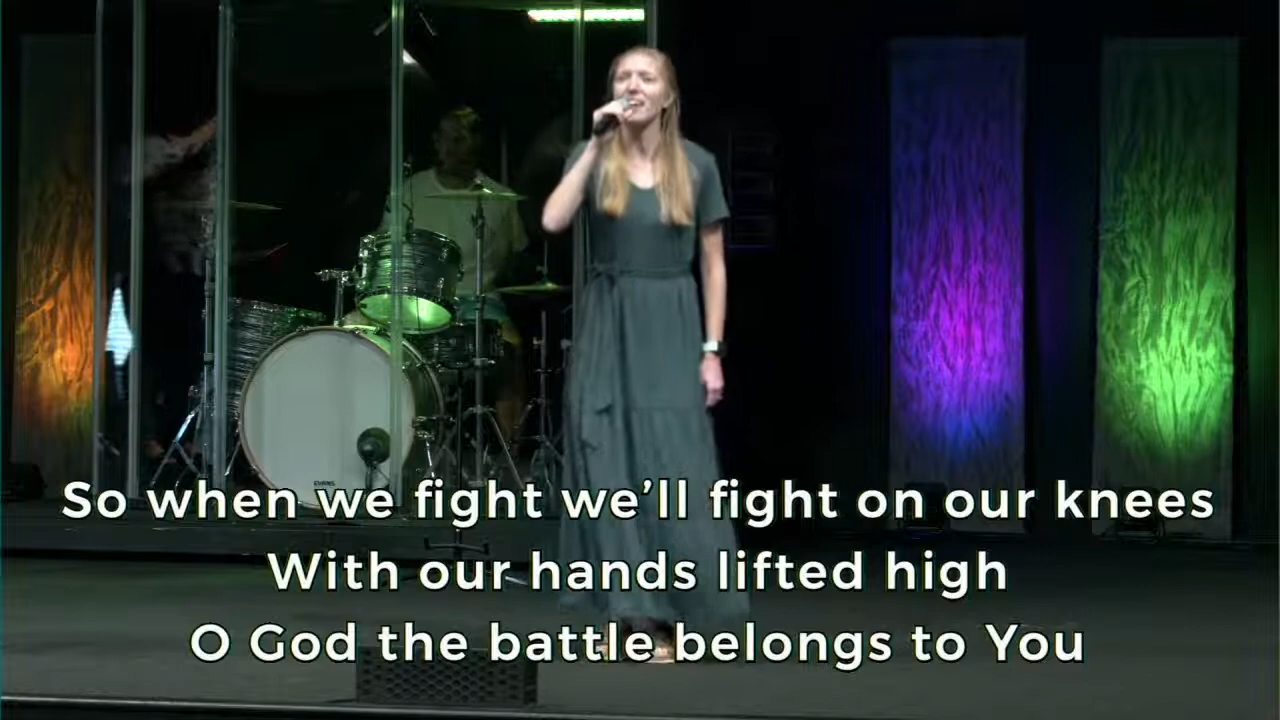 EVANS
So when we fight we’ll fight on our knees
With our hands lifted high
O God the battle belongs to You